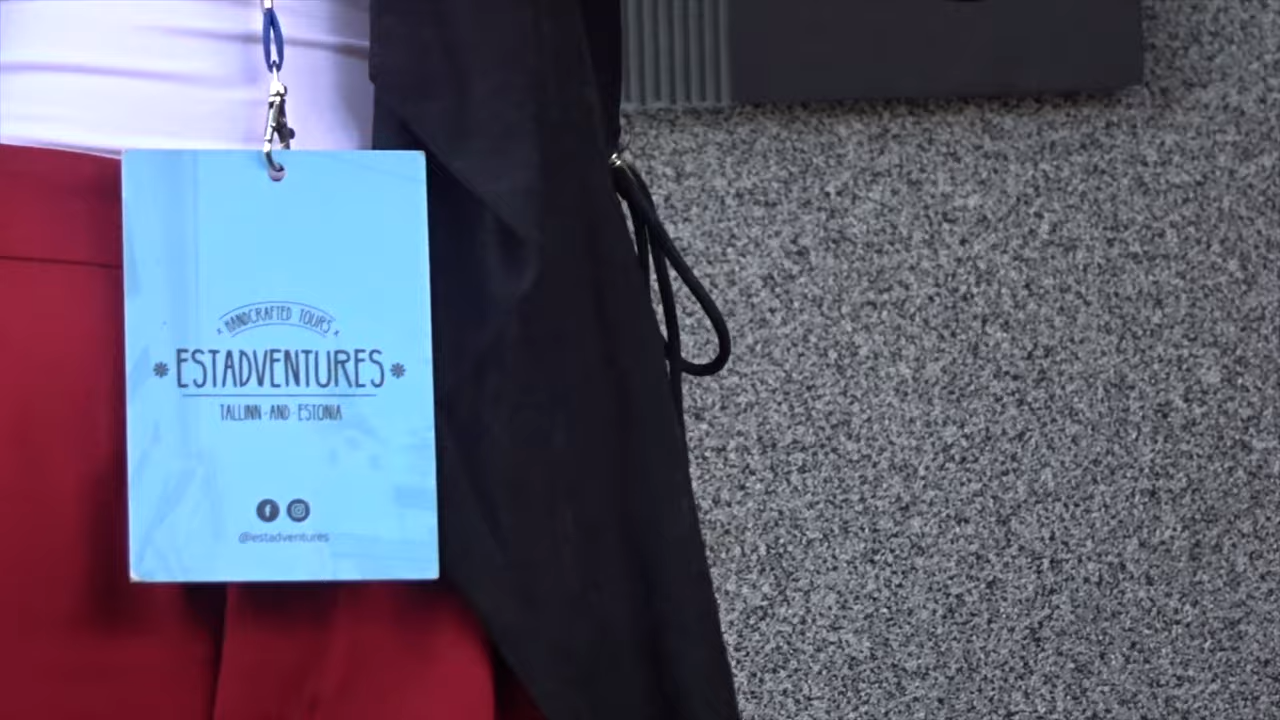 HANDCRAFTED TOURS
ESTADVENTURES
TALLINN · AND · ESTONIA
@estadventures